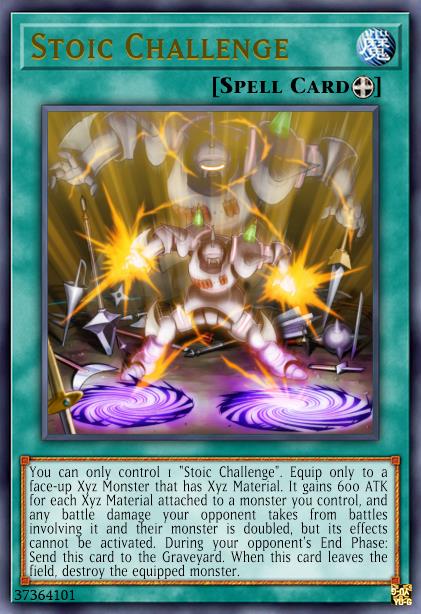 Stoic Challenge
魔
[Spell Card]
You can only control 1 "Stoic Challenge". Equip only to a
face-up Xyz Monster that has Xyz Material. It gains 600 ATK
for each Xyz Material attached to a monster you control, and
any battle damage your opponent takes from battles
involving it and their monster is doubled, but its effects
cannot be activated. During your opponent's End Phase:
Send this card to the Graveyard. When this card leaves the
field, destroy the equipped monster.
37364101